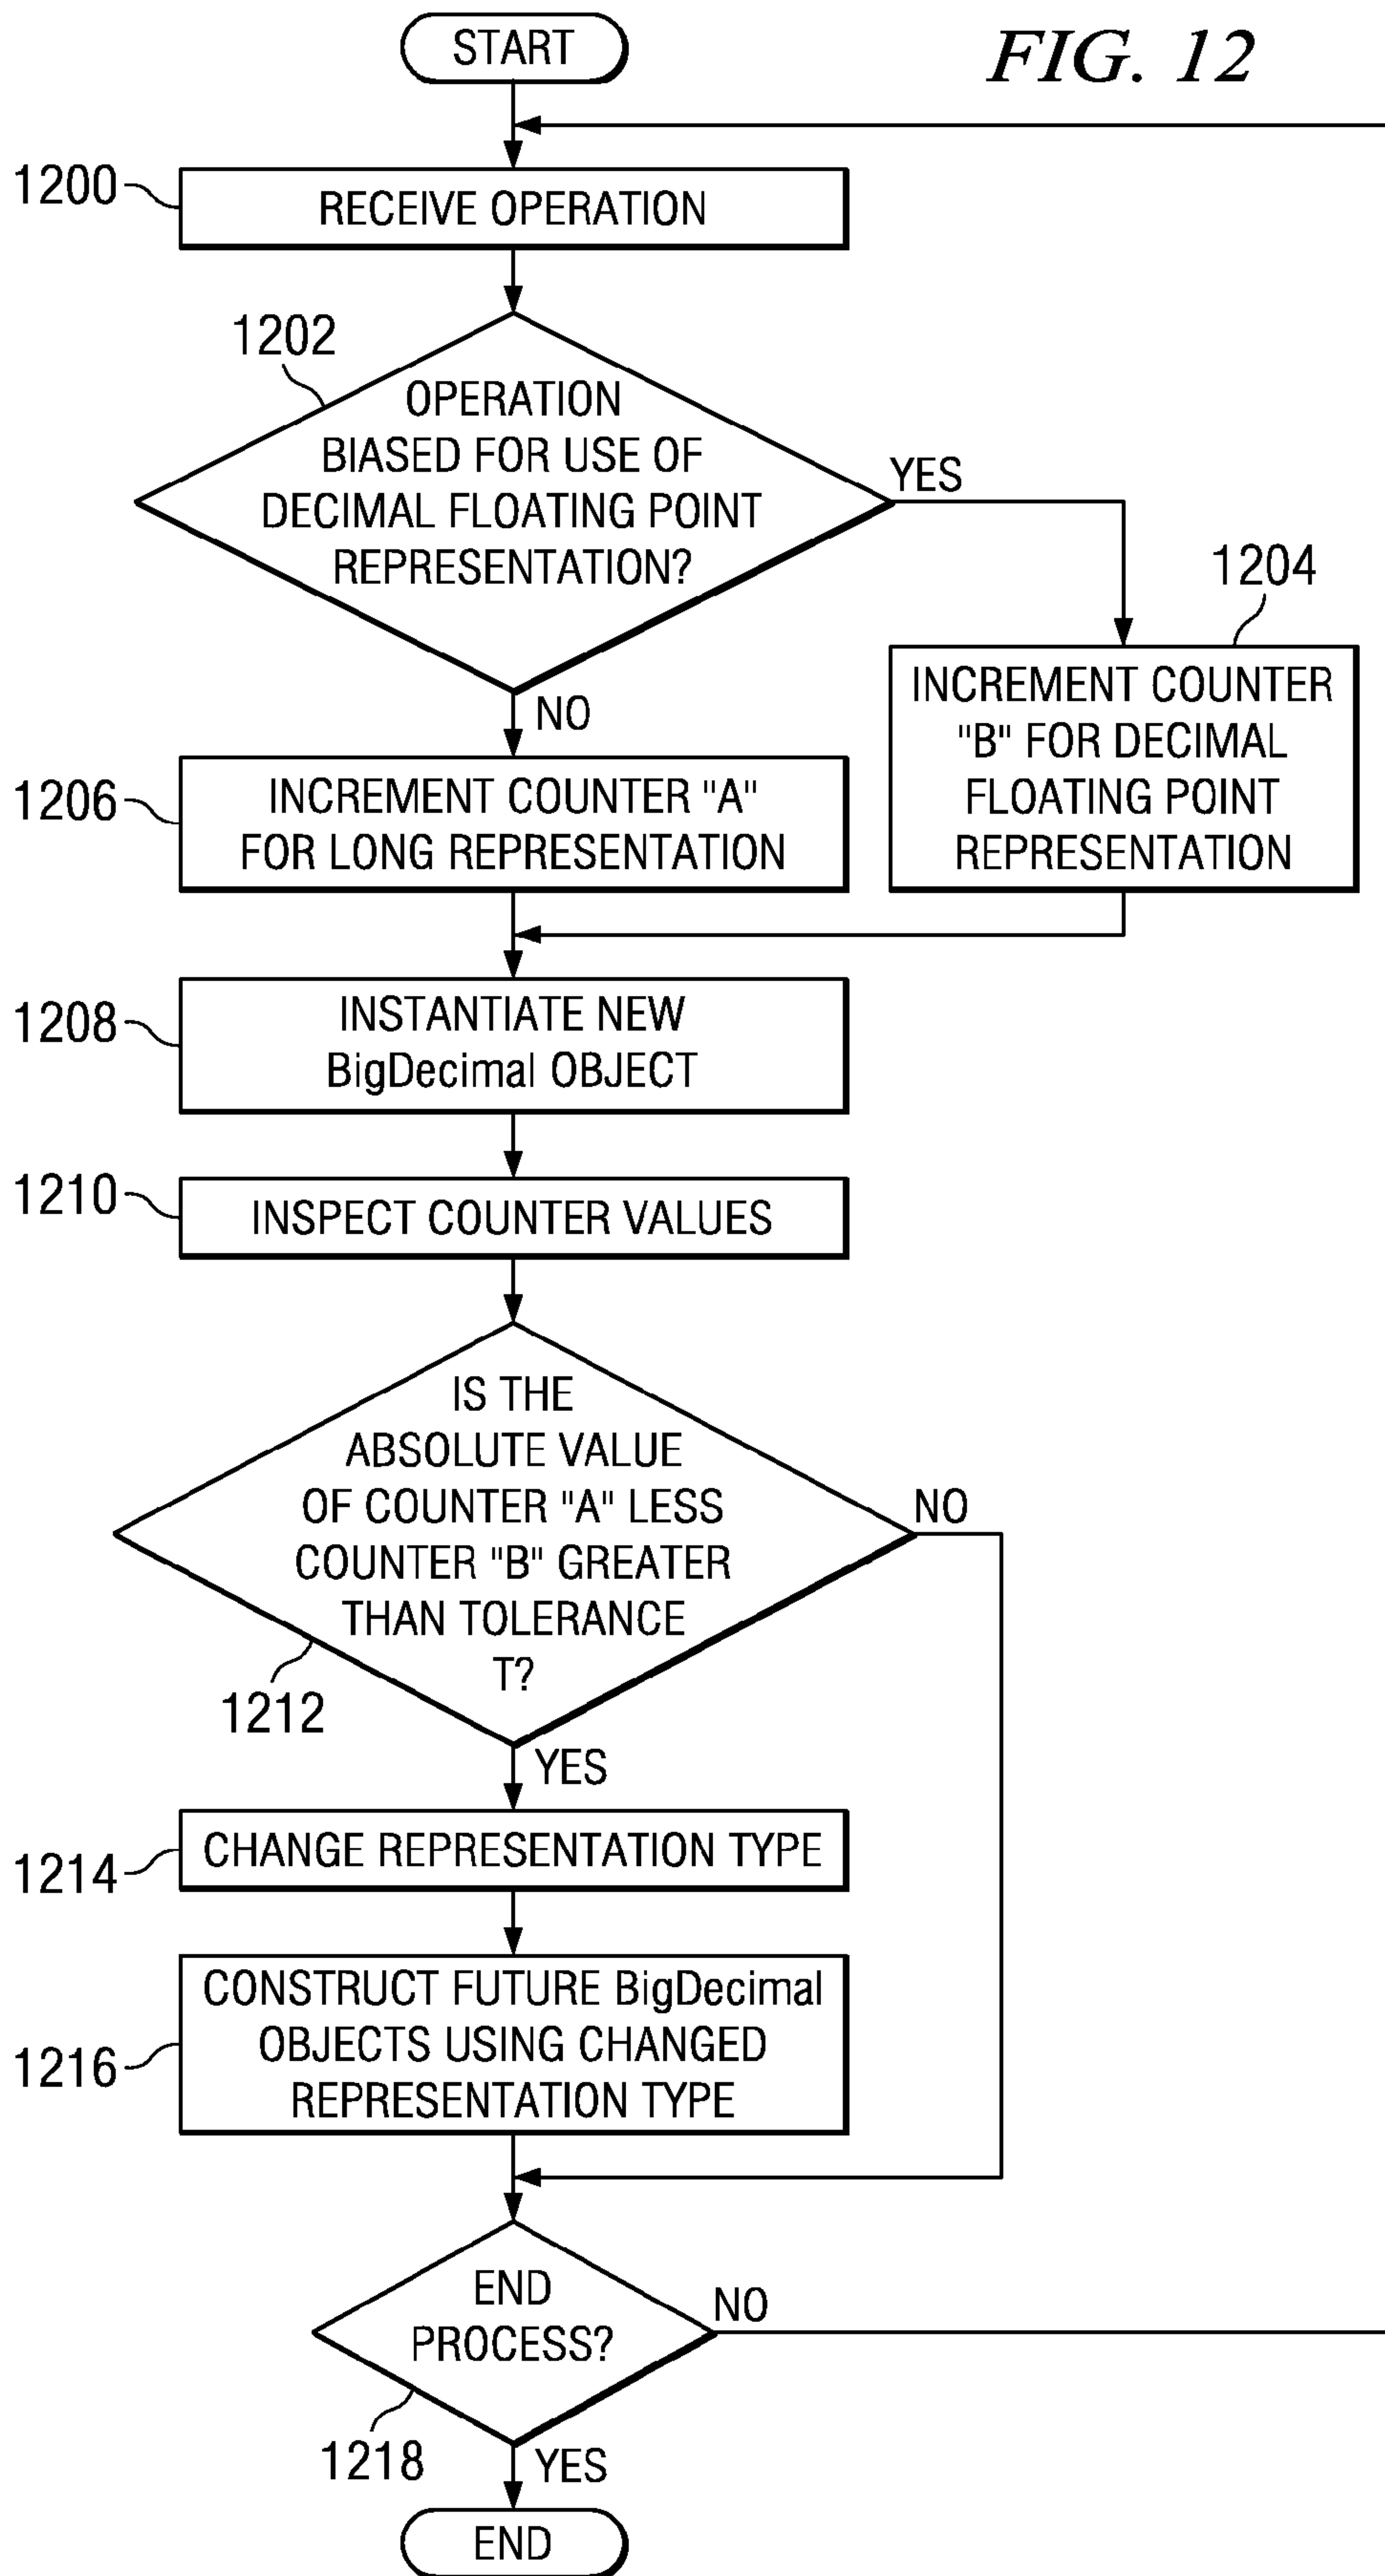 START
FIG. 12
1200
RECEIVE OPERATION
1202
OPERATION
BIASED FOR USE OF
DECIMAL FLOATING POINT
REPRESENTATION?
YES
1204
INCREMENT COUNTER
"B" FOR DECIMAL
FLOATING POINT
REPRESENTATION
NO
1206
INCREMENT COUNTER "A"
FOR LONG REPRESENTATION
1208
INSTANTIATE NEW
BigDecimal OBJECT
1210
INSPECT COUNTER VALUES
IS THE
ABSOLUTE VALUE
OF COUNTER "A" LESS
COUNTER "B" GREATER
THAN TOLERANCE
T?
NO
1212
YES
1214
CHANGE REPRESENTATION TYPE
1216
CONSTRUCT FUTURE BigDecimal
OBJECTS USING CHANGED
REPRESENTATION TYPE
END
PROCESS?
NO
1218
YES
END